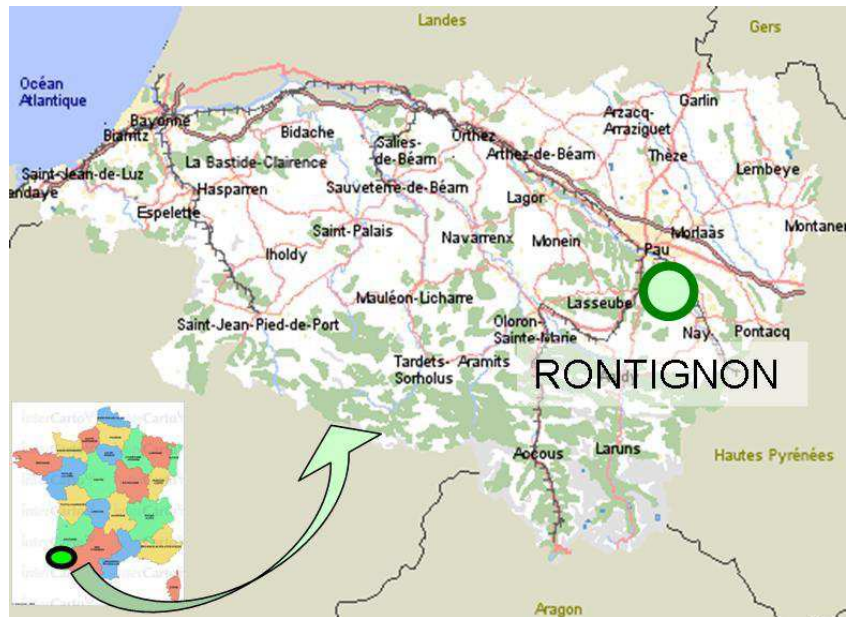 Landes
Gers
Océan
Atlantique
Garlin
Arzacq-
Arraziguet
Bayonne
Biarritz
Bidache
Salies-
de-Béarn
Orthez
Arthez-de-Béarn
Thèze
Lembeye
Saint-Jean-de-Luz
La Bastide-Clairence
Hasparren
Sauveterre-de-Béarn
Lagor
Espelette
Saint-Palais
Navarrenx
Monein
Morlaàs
Montaner
Pau
Iholdy
Mauléon-Licharre
Lasseube
Saint-Jean-Pied-de-Port
Oloron-
Sainte-Marie
Nay
Pontacq
Tardets-
Sorholus
Aramits
RONTIGNON
Accous
Laruns
Hautes Pyrénées
Aragon